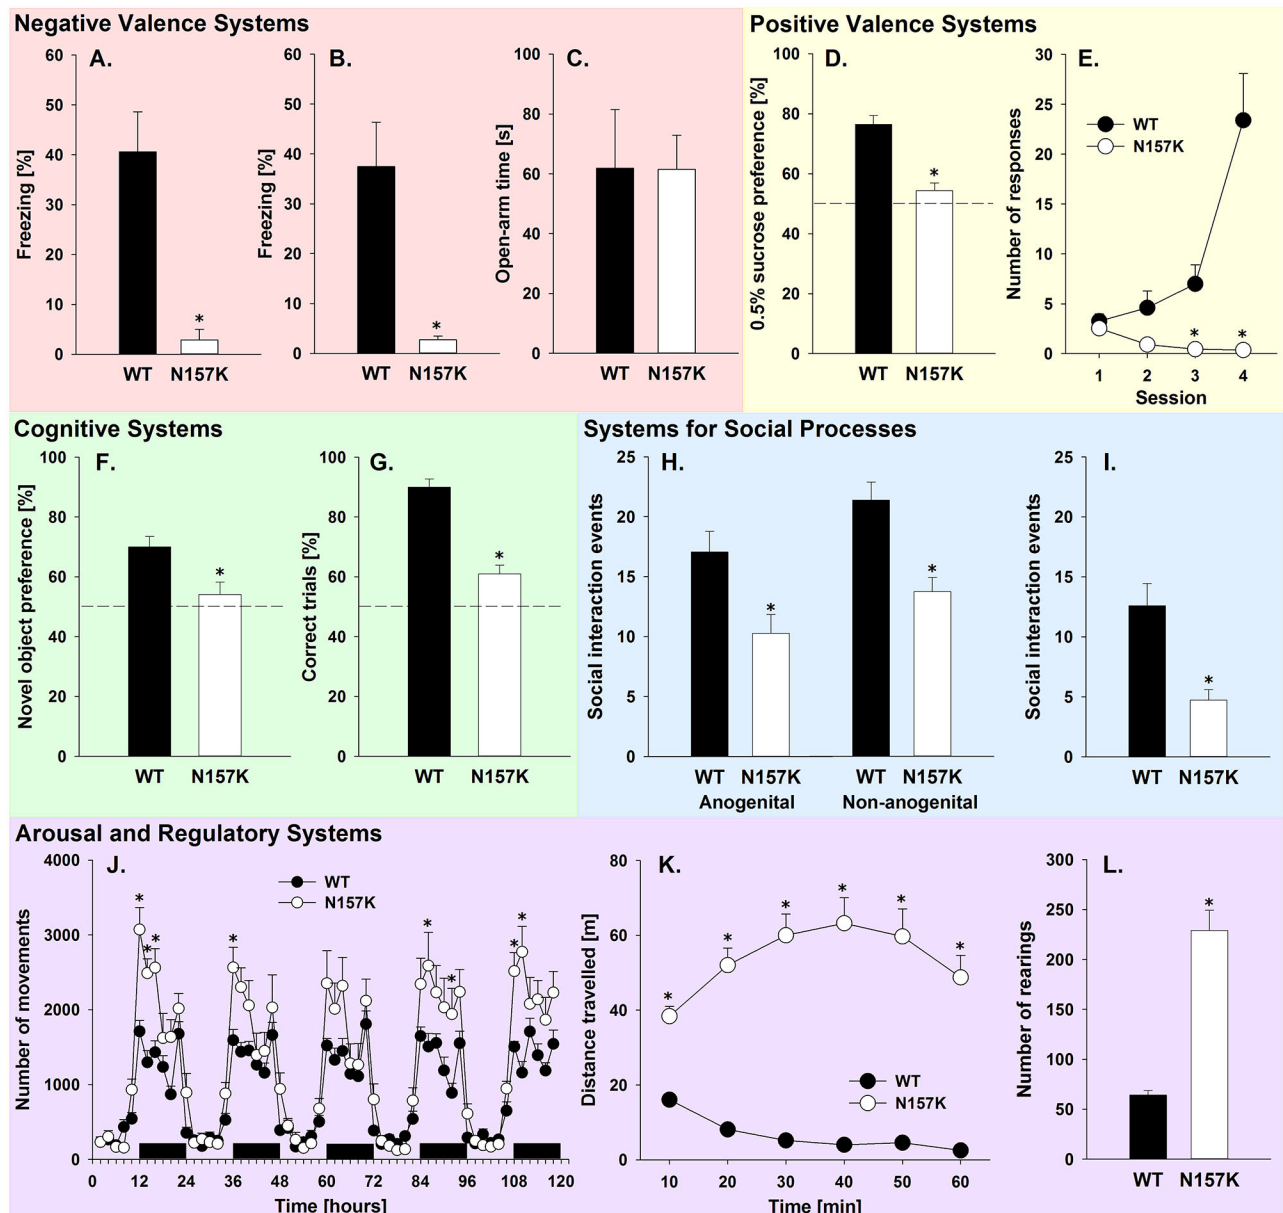 Negative Valence Systems
Positive Valence Systems
A.
B.
C.
D.
E.
Freezing [%]
60
50
40
30
20
10
0
*
WT N157K
Freezing [%]
60
50
40
30
20
10
0
*
WT N157K
Open-arm time [s]
100
80
60
40
20
0
WT N157K
0.5% sucrose preference [%]
100
80
60
40
20
0
*
WT N157K
Number of responses
30
25
20
15
10
5
0
WT
N157K
* *
1 2 3 4
Session
Cognitive Systems
Systems for Social Processes
F.
G.
H.
I.
Novel object preference [%]
100
80
60
40
20
0
*
WT N157K
Correct trials [%]
100
80
60
40
20
0
*
WT N157K
Social interaction events
25
20
15
10
5
0
* *
WT N157K WT N157K
Anogenital Non-anogenital
Social interaction events
25
20
15
10
5
0
*
WT N157K
Arousal and Regulatory Systems
J.
K.
L.
Number of movements
4000
3000
2000
1000
0
WT
N157K
* * * * * * * *
0 12 24 36 48 60 72 84 96 108 120
Time [hours]
Distance travelled [m]
80
60
40
20
0
* * * * * *
WT
N157K
10 20 30 40 50 60
Time [min]
Number of rearings
300
250
200
150
100
50
0
*
WT N157K